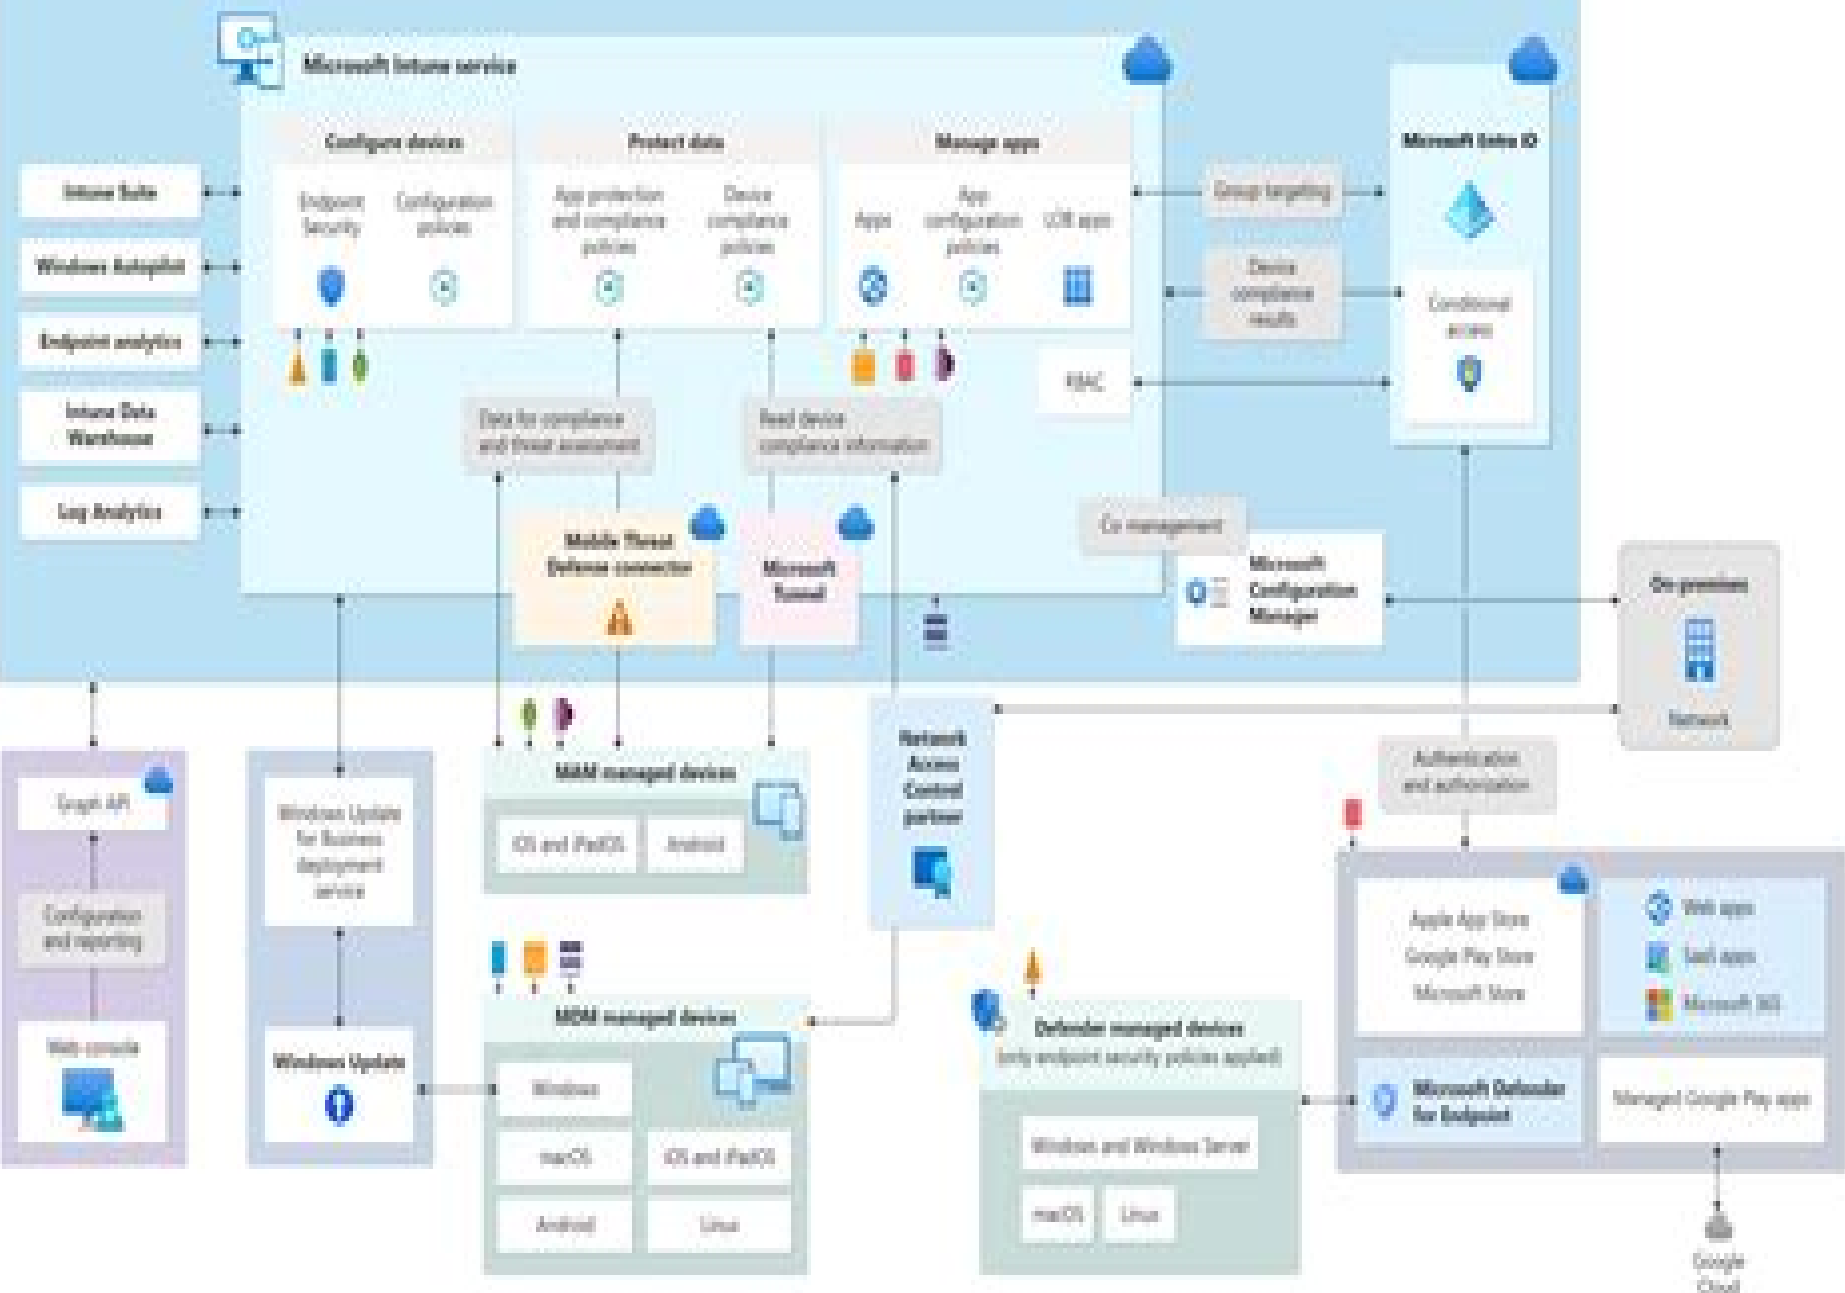 Microsoft Intune service
Configure devices
Endpoint
Security
Configuration
policies
Protect data
App protection
and compliance
policies
Device
compliance
policies
Manage apps
Apps
App
configuration
policies
LOB apps
RBAC
Intune Suite
Windows Autopilot
Endpoint analytics
Intune Data
Warehouse
Log Analytics
Group targeting
Device
compliance
results
Microsoft Entra ID
Conditional
access
Data for compliance
and threat assessment
Read device
compliance information
Mobile Threat
Defense connector
Microsoft
Tunnel
Co management
Microsoft
Configuration
Manager
On-premises
Network
Graph API
Configuration
and reporting
Web console
Windows Update
for Business
deployment
service
Windows Update
MAM managed devices
iOS and iPadOS
Android
Network
Access
Control
partner
MDM managed devices
Windows
macOS
iOS and iPadOS
Android
Linux
Defender managed devices
(only endpoint security policies applied)
Windows and Windows Server
macOS
Linux
Authentication
and authorization
Apple App Store
Google Play Store
Microsoft Store
Web apps
SaaS apps
Microsoft 365
Microsoft Defender
for Endpoint
Managed Google Play apps
Google
Cloud